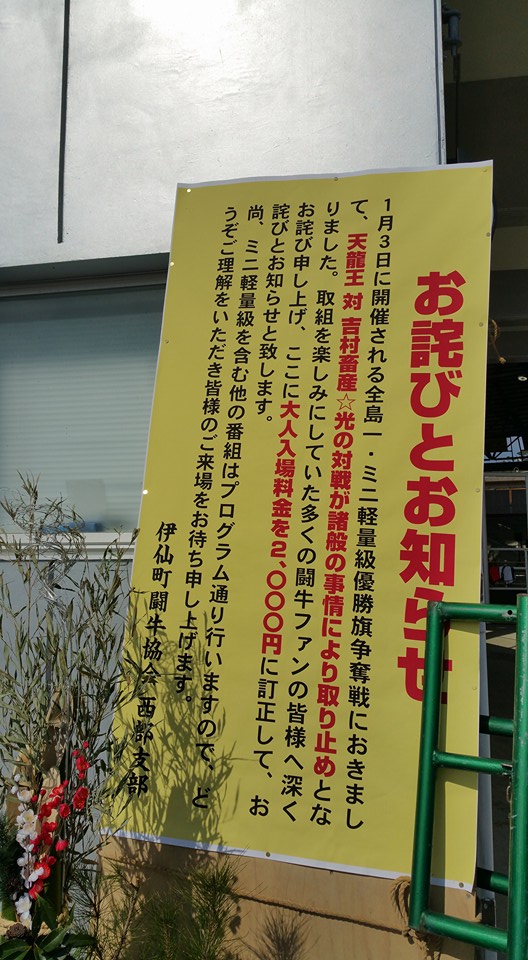 お詫びとお知らせ
1月3日に開催される全島一・ミニ軽量級優勝旗争奪戦におきまし
て、天龍王 対 吉村畜産☆光の対戦が諸般の事情により取り止めとな
りました。取組を楽しみにしていた多くの闘牛ファンの皆様へ深く
お詫び申し上げ、ここに大人入場料金を2,000円に訂正して、お
詫びとお知らせと致します。
尚、ミニ軽量級を含む他の番組はプログラム通り行いますので、ど
うぞご理解をいただき皆様のご来場をお待ち申し上げます。
伊仙町闘牛協会 西部支部